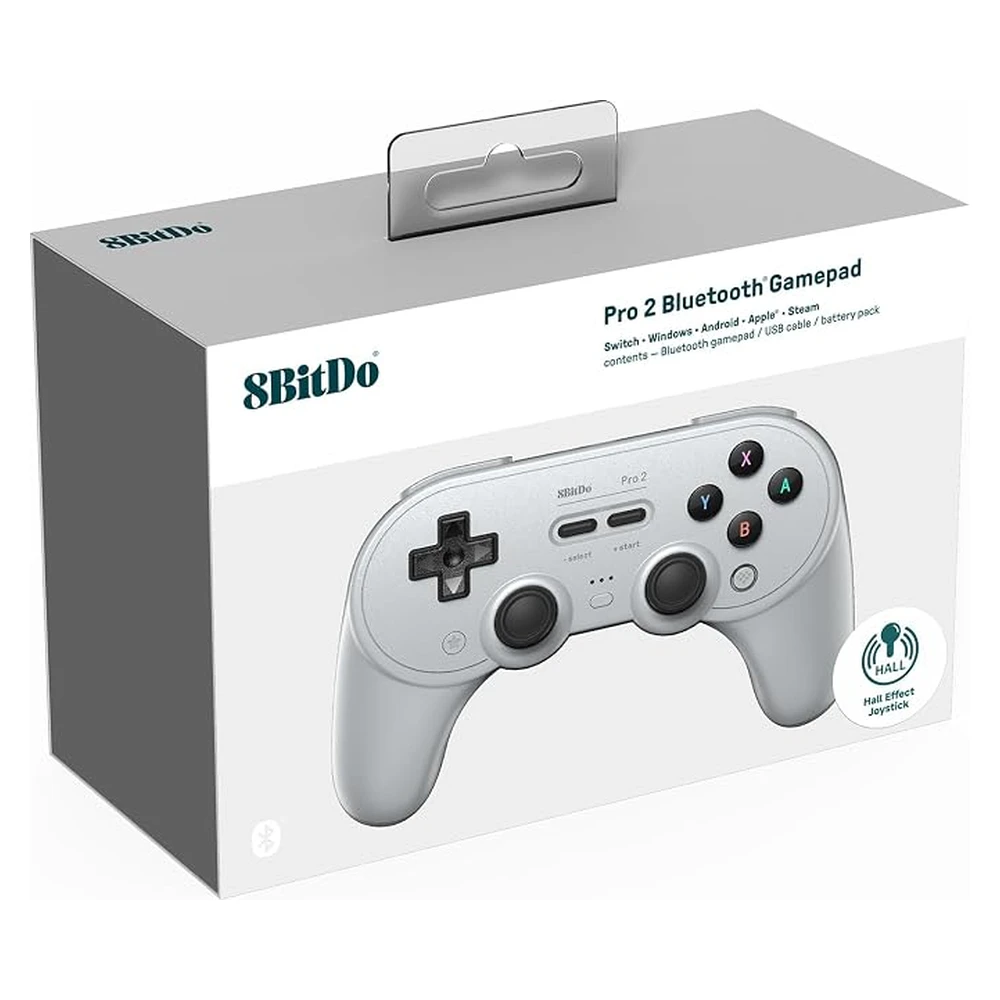 8BitDo
Pro 2 Bluetooth® Gamepad
Switch • Windows • Android • Apple® • Steam
contents – Bluetooth gamepad / USB cable / battery pack
8BitDo®
8BitDo Pro 2
- select + start
X
Y A
B
HALL
Hall Effect
Joystick